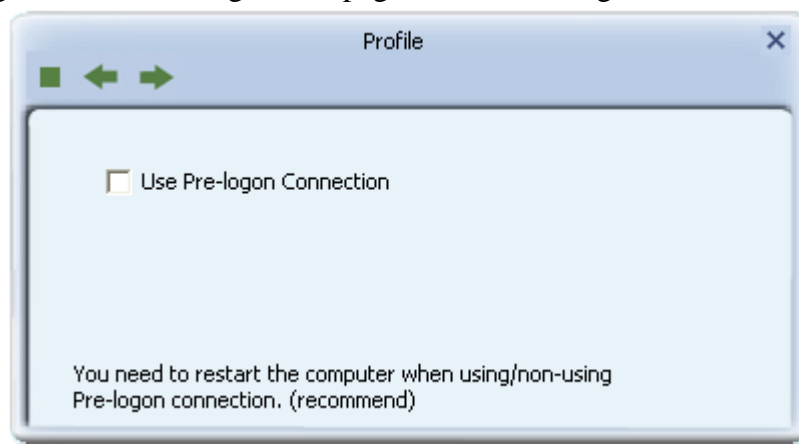 Profile
Use Pre-logon Connection
You need to restart the computer when using/non-using
Pre-logon connection. (recommend)